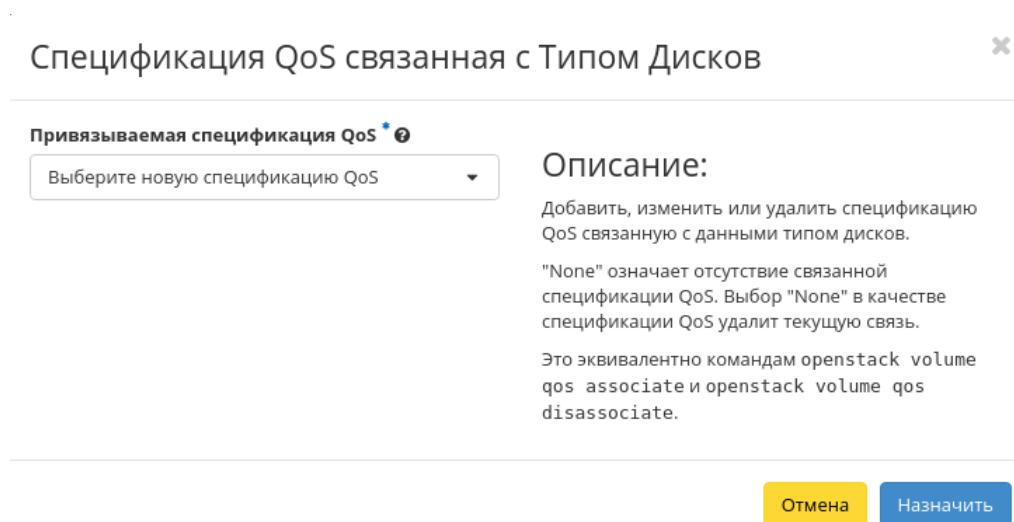 Спецификация QoS связанная с Типом Дисков
×
Привязываемая спецификация QoS *
Выберите новую спецификацию QoS
Описание:
Добавить, изменить или удалить спецификацию
QoS связанную с данными типом дисков.
"None" означает отсутствие связанной
спецификации QoS. Выбор "None" в качестве
спецификации QoS удалит текущую связь.
Это эквивалентно командам openstack volume
qos associate и openstack volume qos
disassociate.
Отмена
Назначить